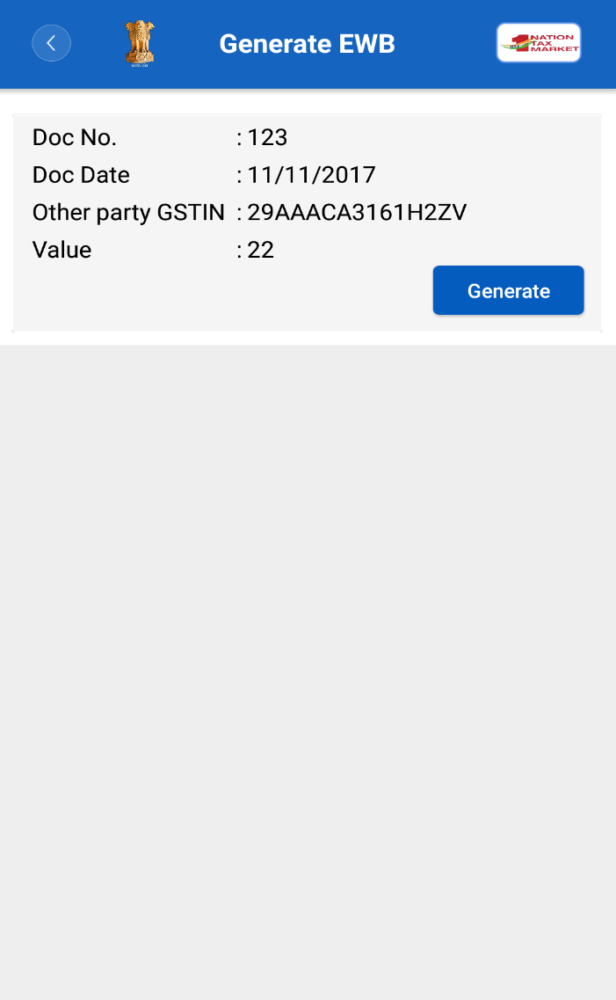 Generate EWB
NATION
TAX
MARKET
Doc No. : 123
Doc Date : 11/11/2017
Other party GSTIN : 29AAACA3161H2ZV
Value : 22
Generate